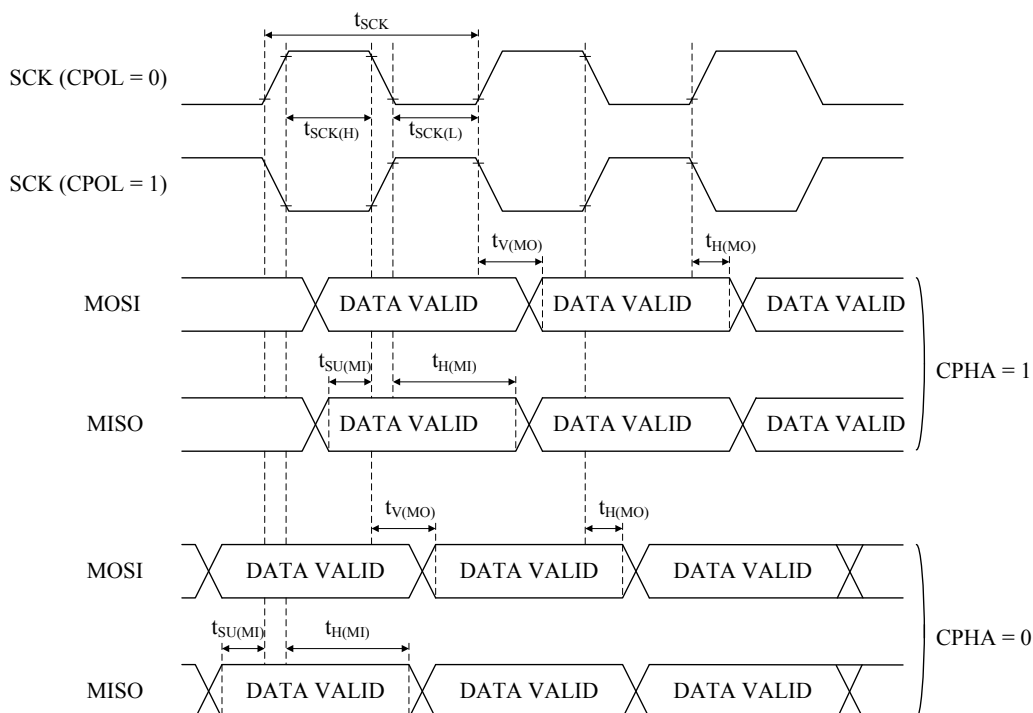 tSCK
SCK (CPOL = 0)
tSCK(H) tSCK(L)
SCK (CPOL = 1)
tV(MO) tH(MO)
MOSI DATA VALID DATA VALID DATA VALID
tSU(MI) tH(MI)
CPHA = 1
MISO DATA VALID DATA VALID DATA VALID
tV(MO) tH(MO)
MOSI DATA VALID DATA VALID DATA VALID
tSU(MI) tH(MI)
CPHA = 0
MISO DATA VALID DATA VALID DATA VALID